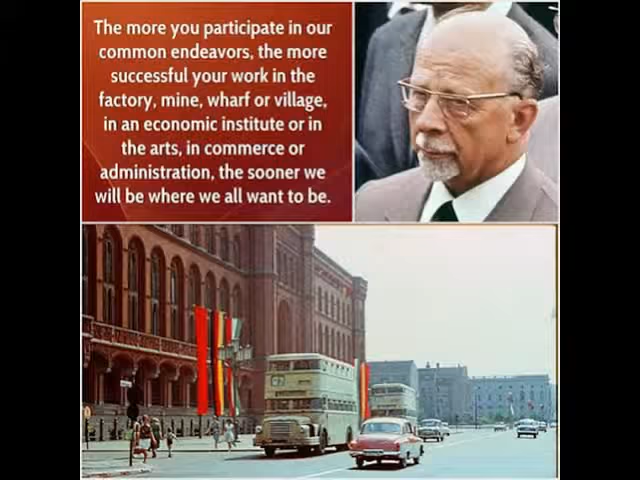 The more you participate in our
common endeavors, the more
successful your work in the
factory, mine, wharf or village,
in an economic institute or in
the arts, in commerce or
administration, the sooner we
will be where we all want to be.